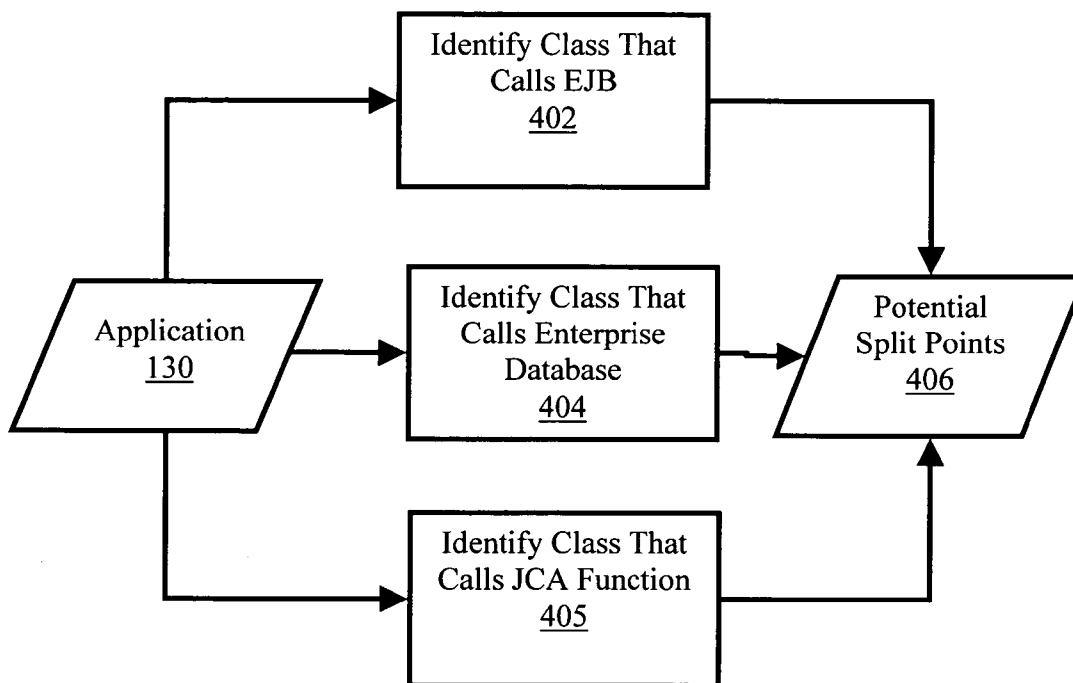 Identify Class That
Calls EJB
402
Application
130
Identify Class That
Calls Enterprise
Database
404
Potential
Split Points
406
Identify Class That
Calls JCA Function
405